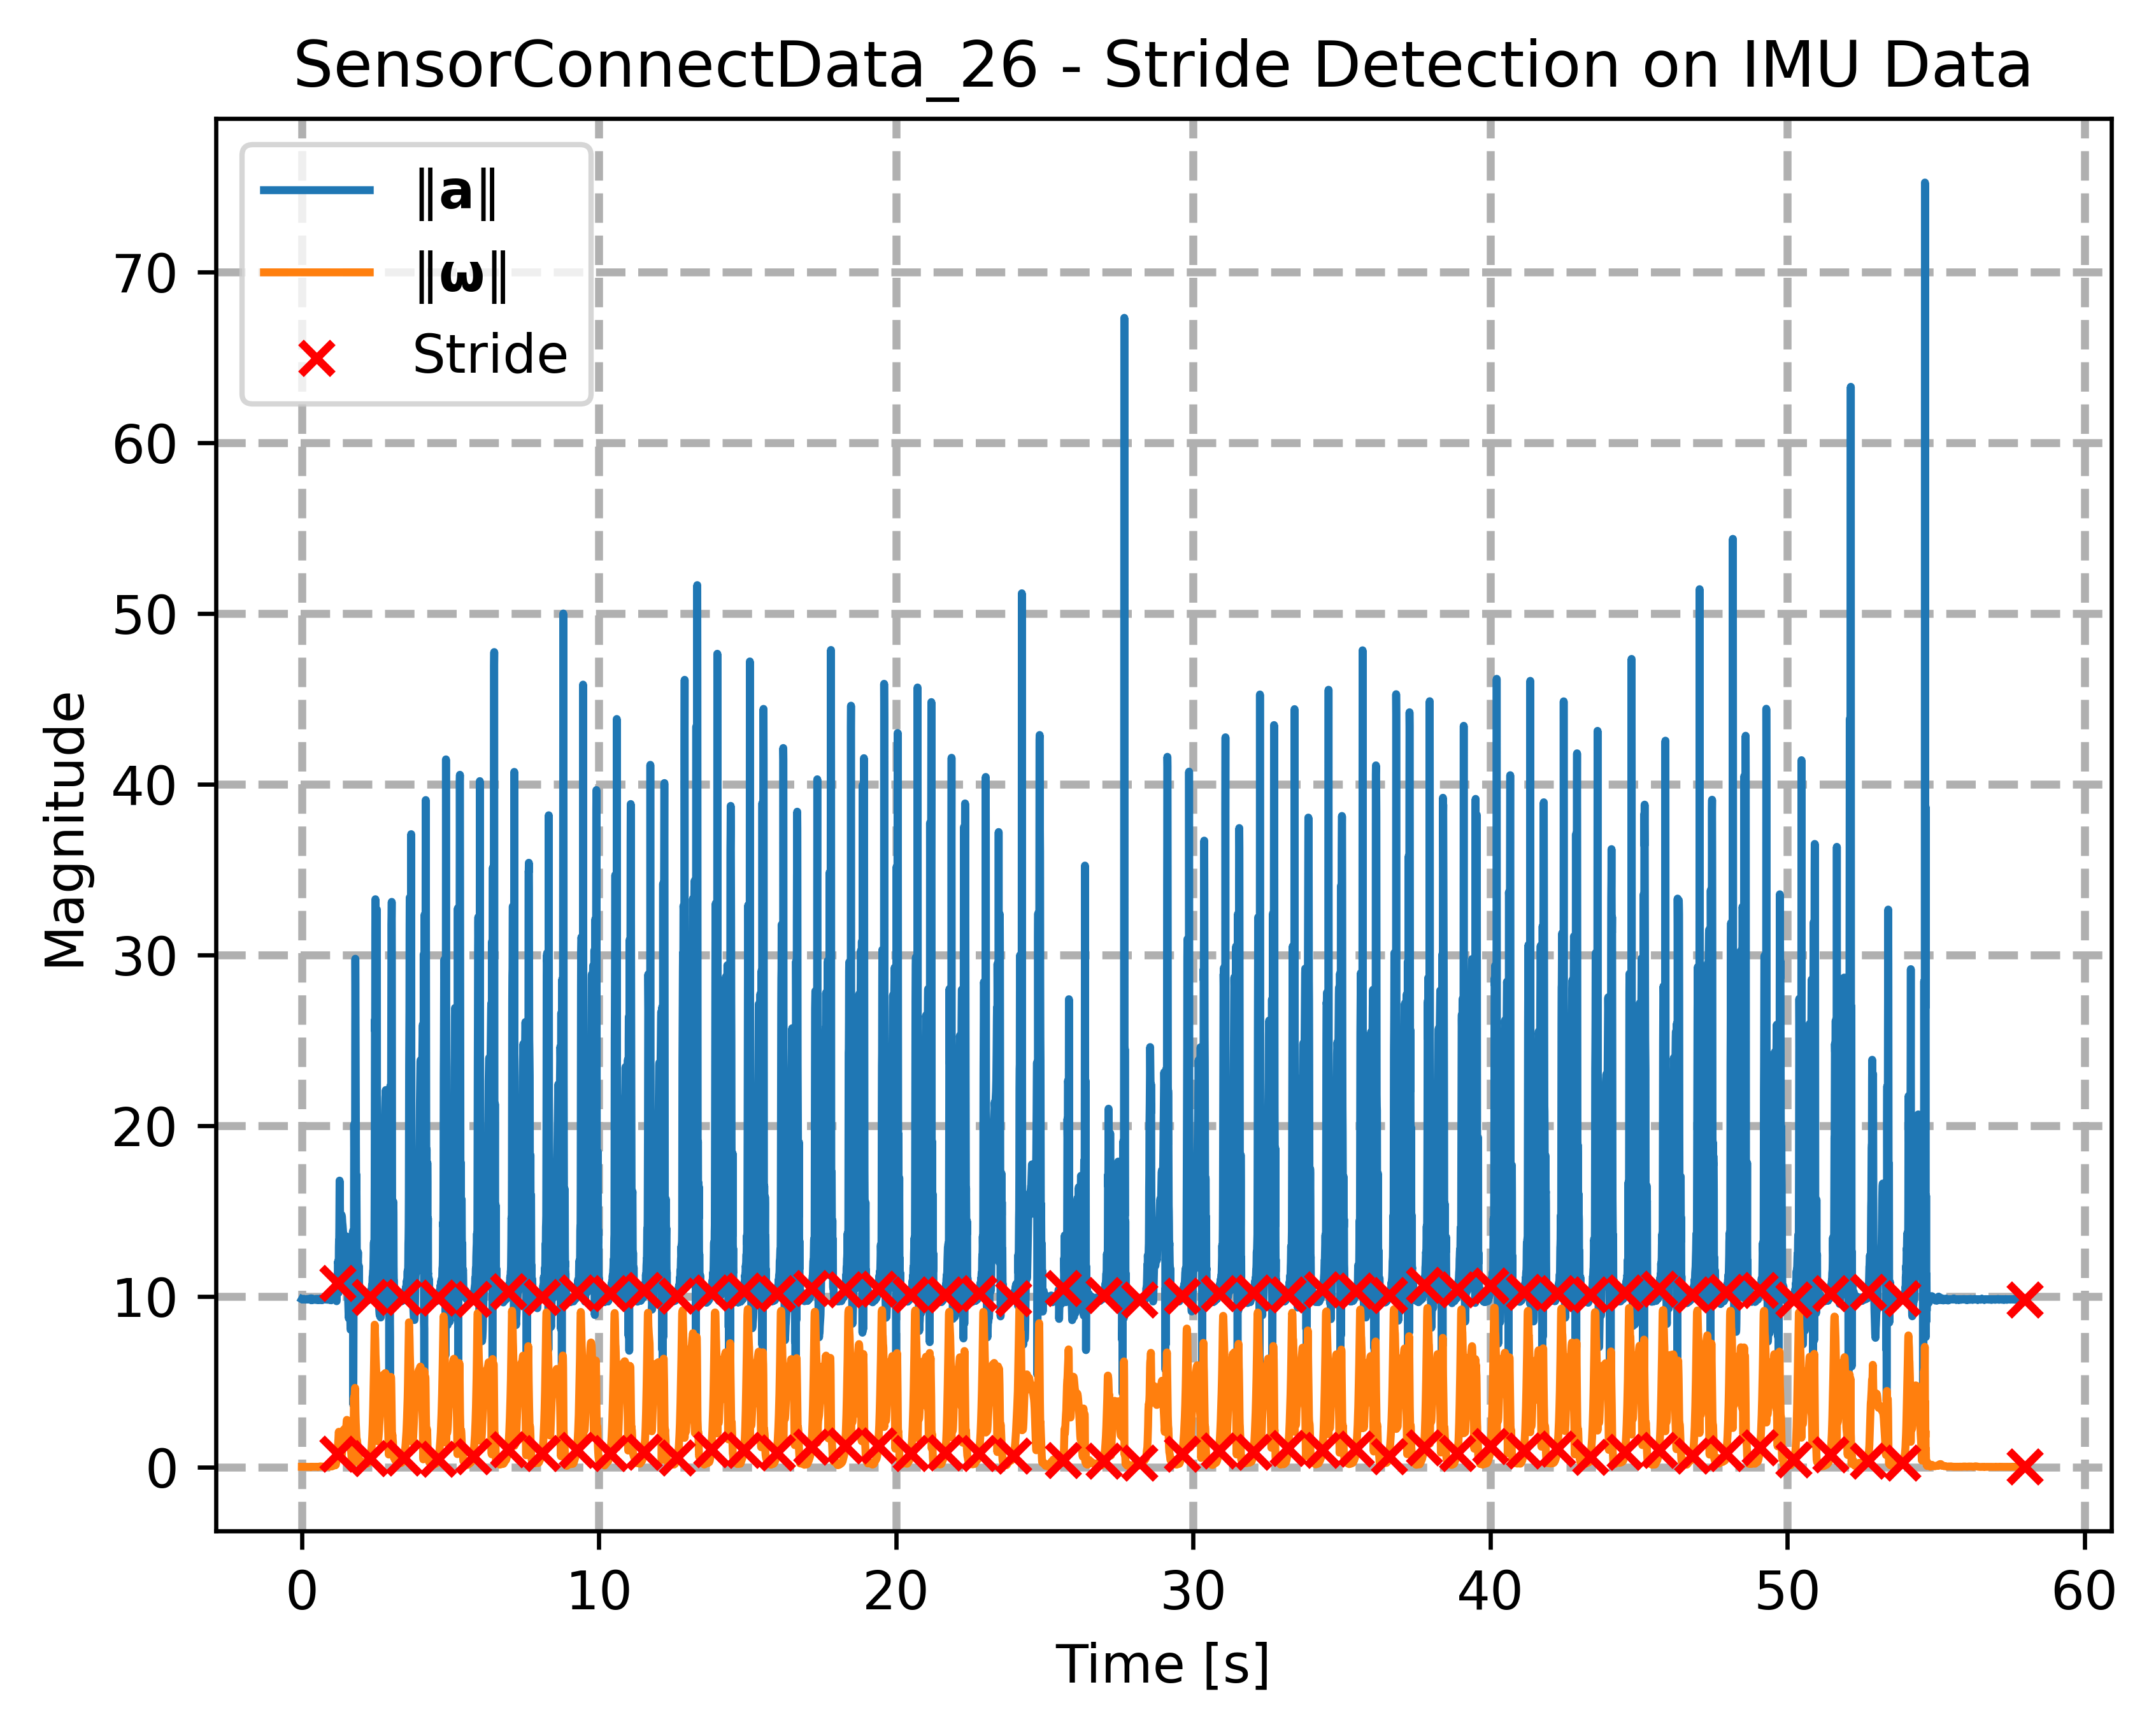 SensorConnectData_26 - Stride Detection on IMU Data
‖a‖
‖ω‖
Stride
Magnitude
70
60
50
40
30
20
10
0
0 10 20 30 40 50 60
Time [s]